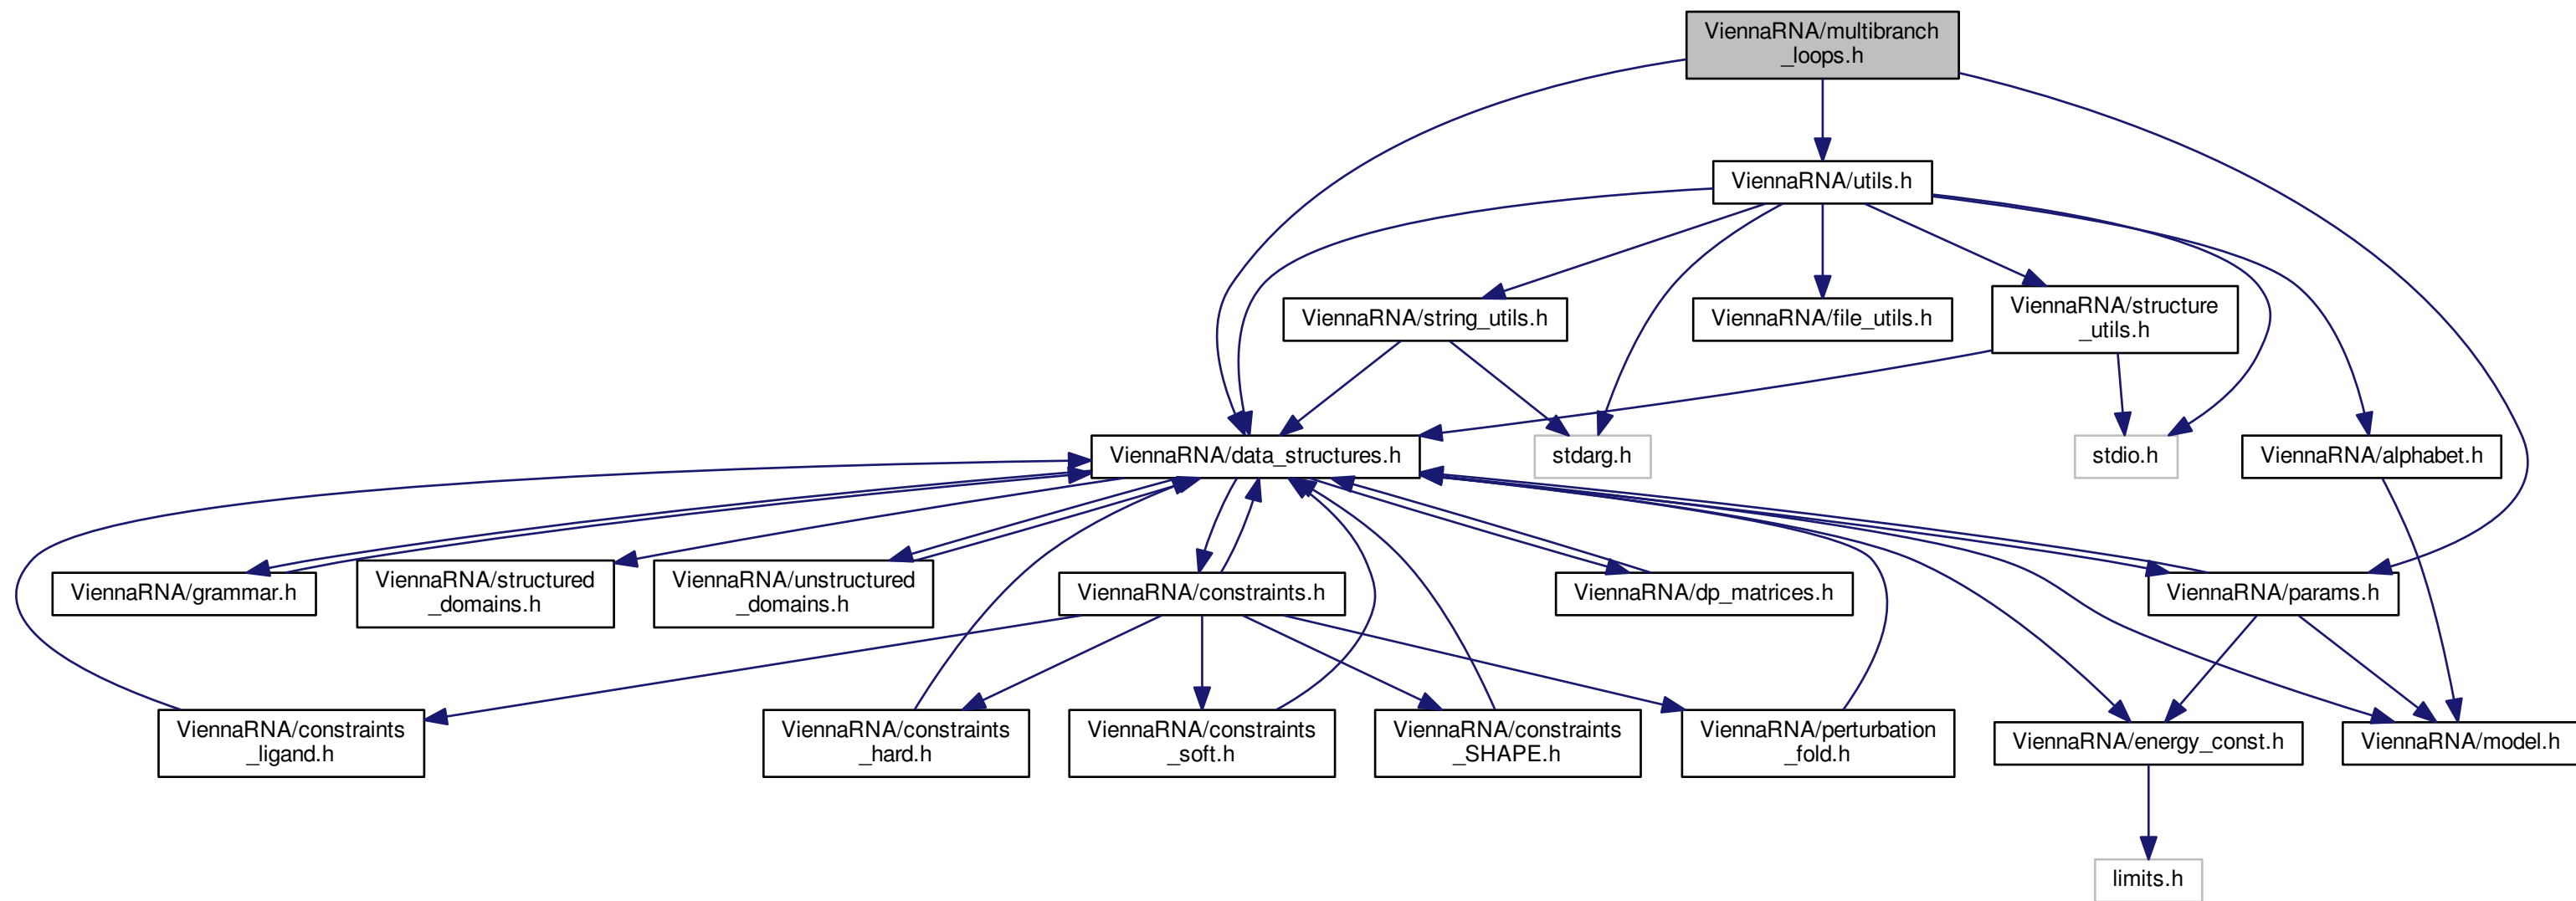 ViennaRNA/multibranch
_loops.h
ViennaRNA/utils.h
ViennaRNA/string_utils.h
ViennaRNA/file_utils.h
ViennaRNA/structure
_utils.h
ViennaRNA/data_structures.h
stdarg.h
stdio.h
ViennaRNA/alphabet.h
ViennaRNA/grammar.h
ViennaRNA/structured
_domains.h
ViennaRNA/unstructured
_domains.h
ViennaRNA/constraints.h
ViennaRNA/dp_matrices.h
ViennaRNA/params.h
ViennaRNA/constraints
_ligand.h
ViennaRNA/constraints
_hard.h
ViennaRNA/constraints
_soft.h
ViennaRNA/constraints
_SHAPE.h
ViennaRNA/perturbation
_fold.h
ViennaRNA/energy_const.h
ViennaRNA/model.h
limits.h